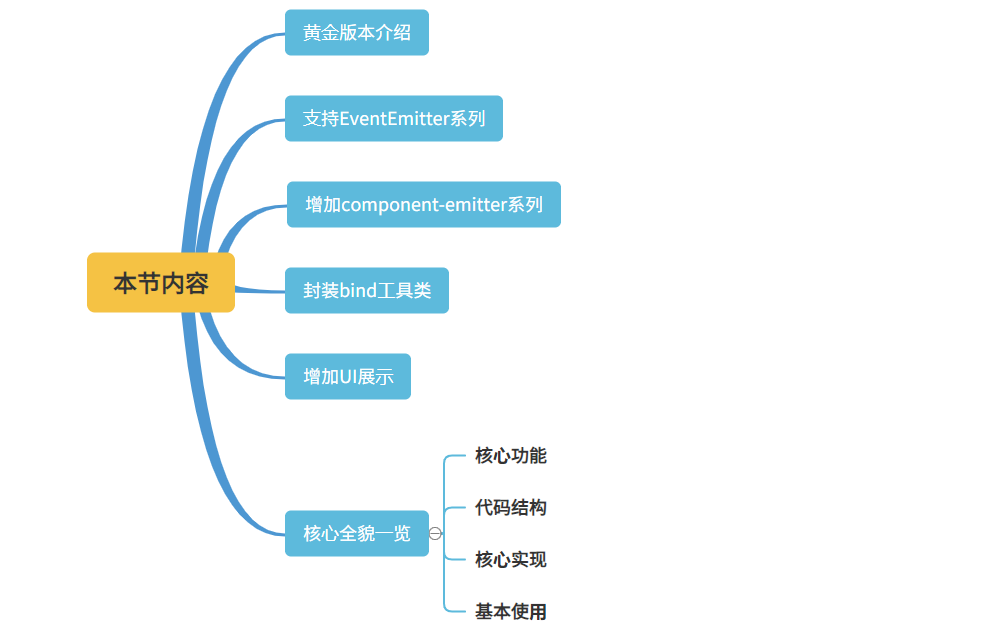 黄金版本介绍
支持EventEmitter系列
增加component-emitter系列
本节内容
封装bind工具类
增加UI展示
核心全貌一览
核心功能
代码结构
核心实现
基本使用